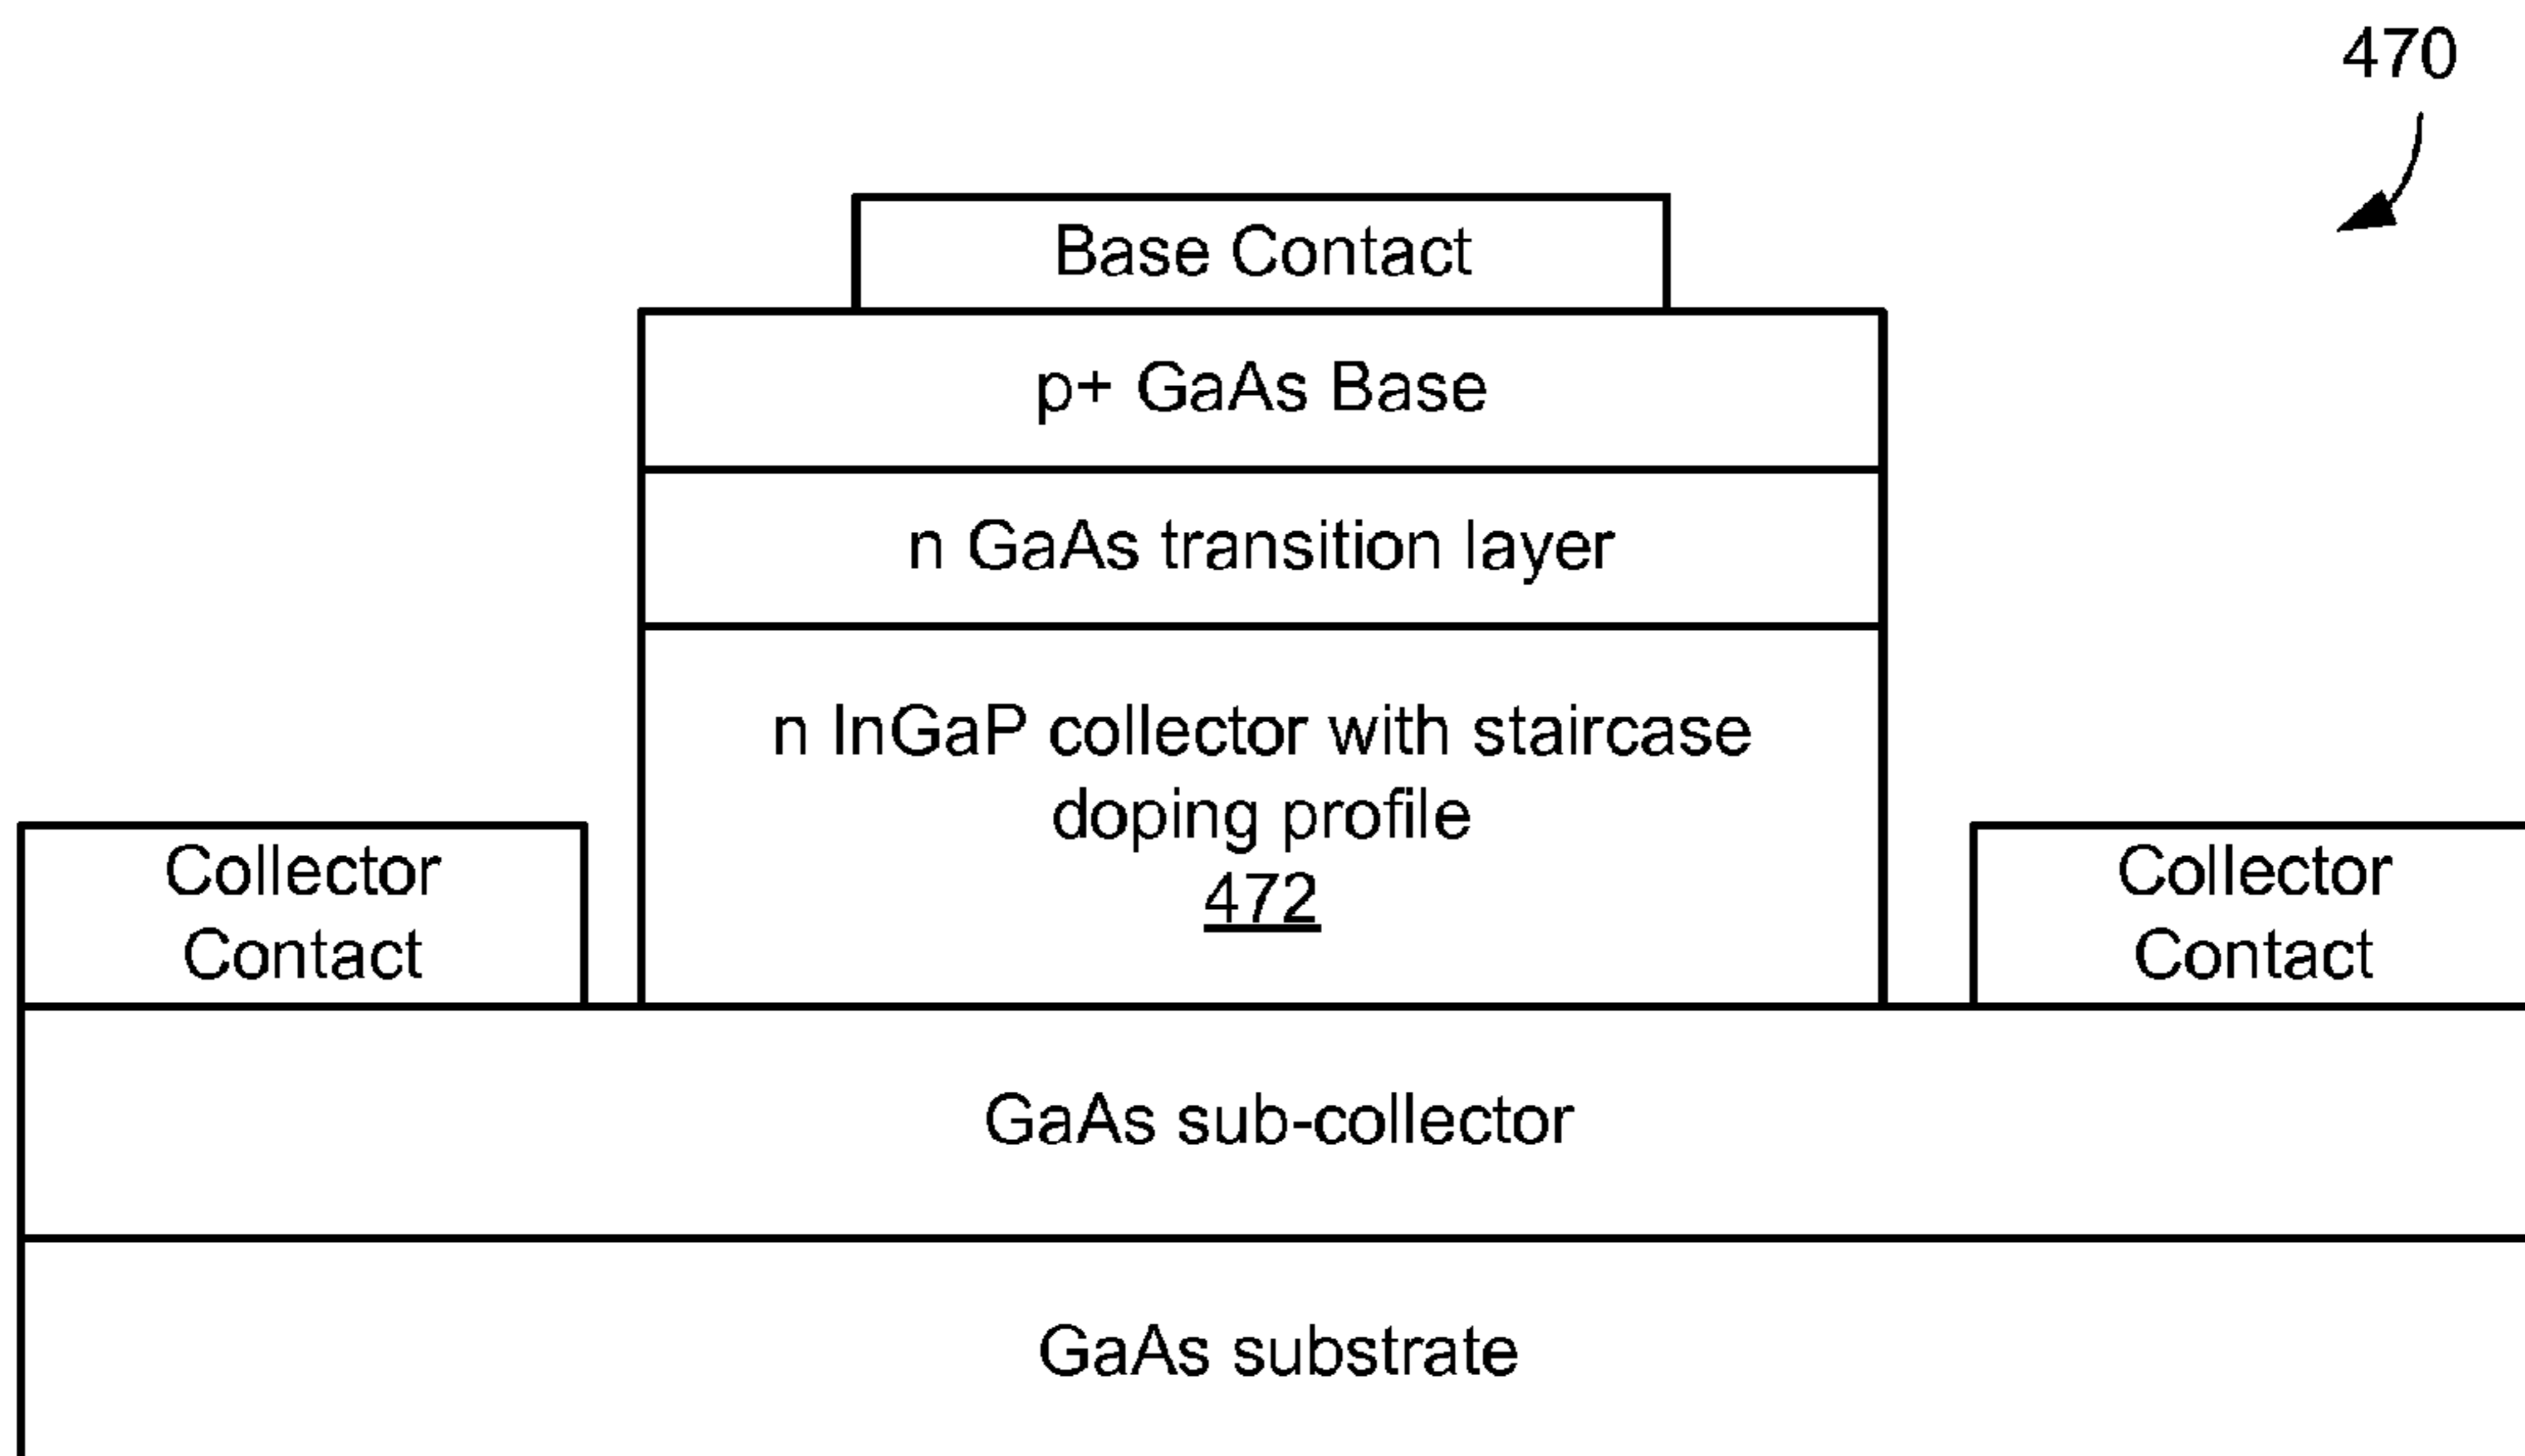 470
Base Contact
p+ GaAs Base
n GaAs transition layer
n InGaP collector with staircase
doping profile
472
Collector
Contact
Collector
Contact
GaAs sub-collector
GaAs substrate